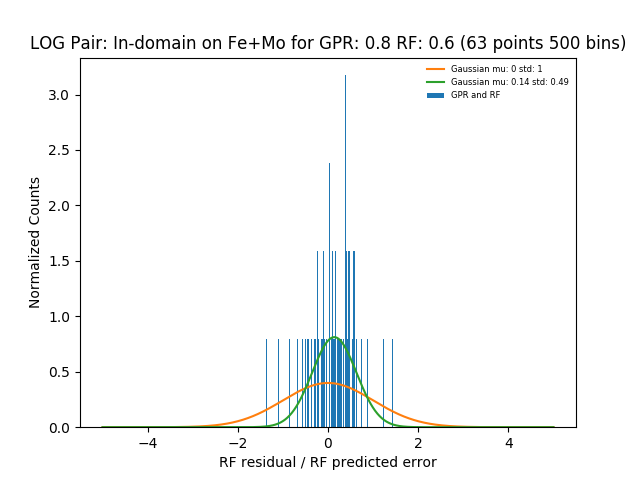 LOG Pair: In-domain on Fe+Mo for GPR: 0.8 RF: 0.6 (63 points 500 bins)
Gaussian mu: 0 std: 1
Gaussian mu: 0.14 std: 0.49
GPR and RF
Normalized Counts
3.0
2.5
2.0
1.5
1.0
0.5
0.0
−4
−2
0
2
4
RF residual / RF predicted error